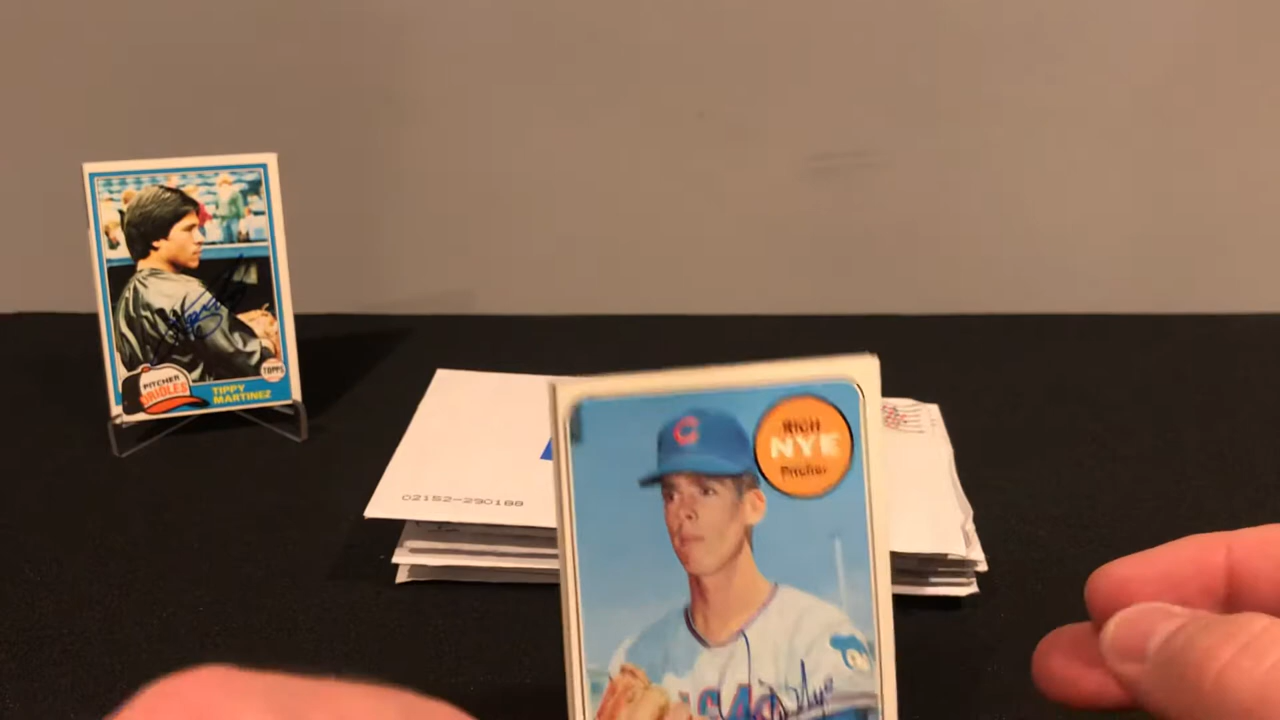 PITCHER
ORIOLES
TIPPY
MARTINEZ
TOPPS
02152-290188
C
RICH
NYE
Pitcher